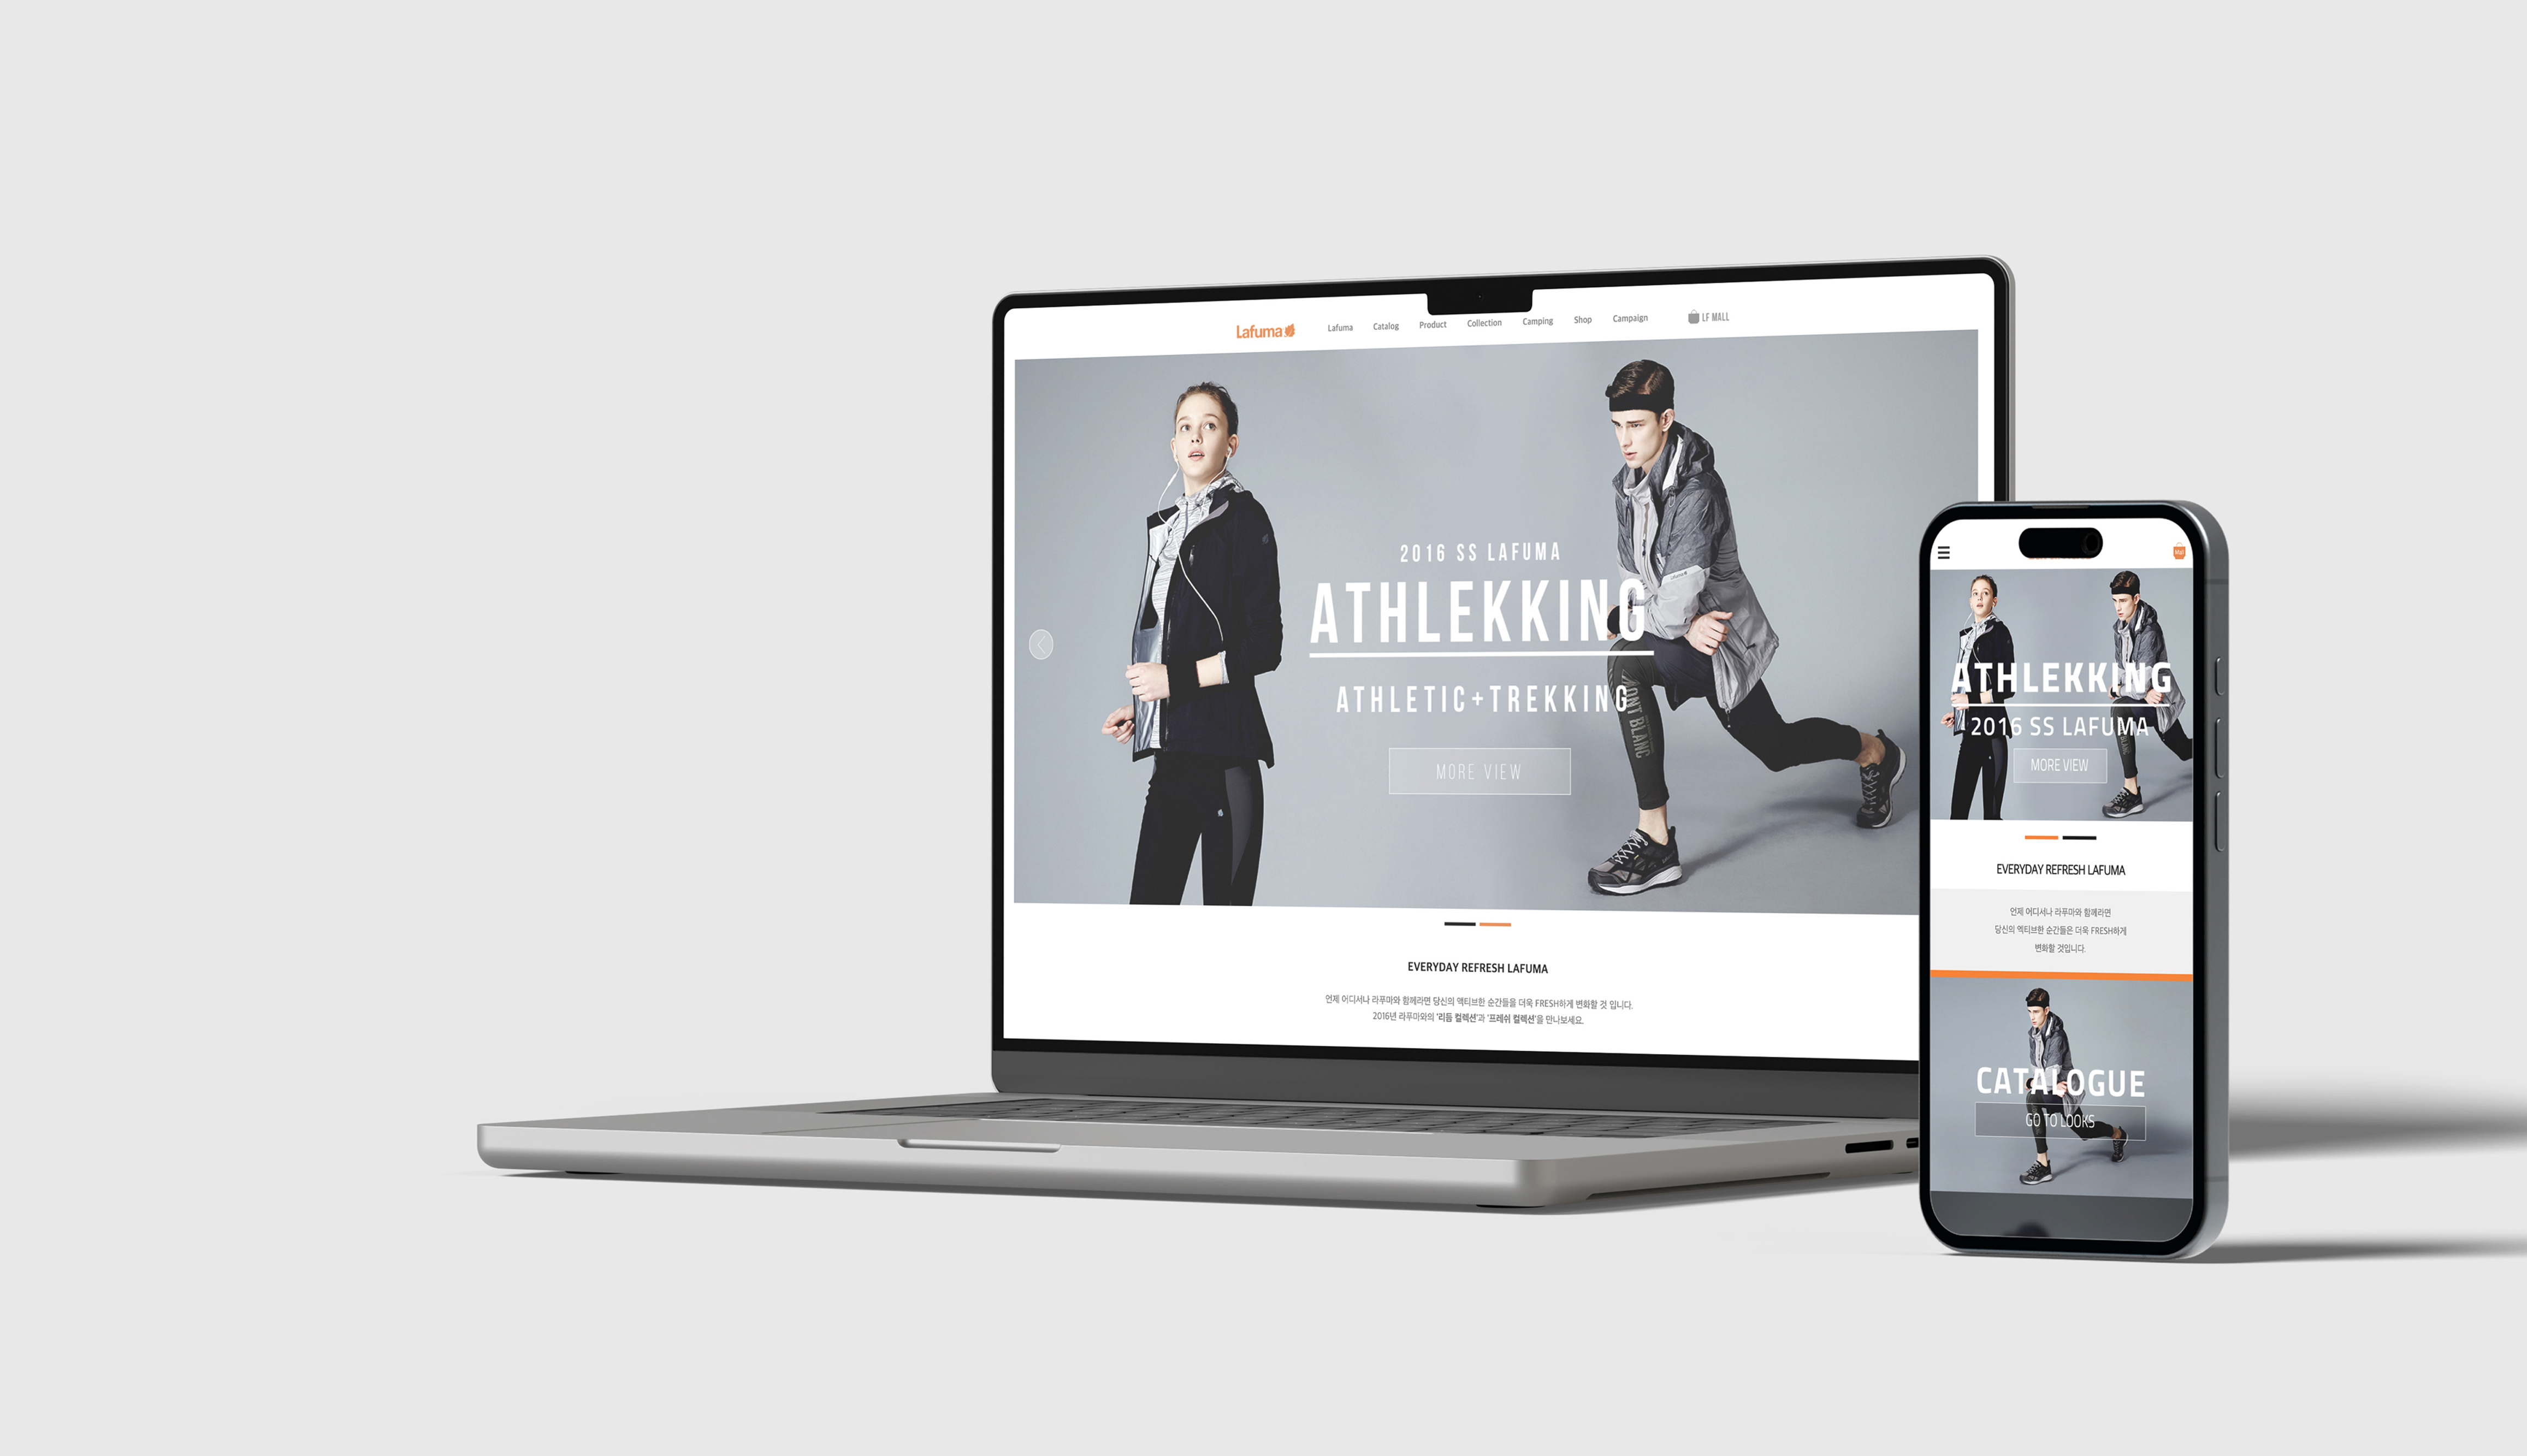 Lafuma
Lafuma Catalog Product Collection Camping Shop Campaign
LF MALL
2016 SS LAFUMA
ATHLEKKING
ATHLETIC+TREKKING
MORE VIEW
MONT BLANC
Lafuma
EVERYDAY REFRESH LAFUMA
언제 어디서나 라푸마와 함께라면 당신의 액티브한 순간들을 더욱 FRESH하게 변화할 것 입니다.
2016년 라푸마와의 '리듬 컬렉션'과 '프레쉬 컬렉션'을 만나보세요.
Mall
ATHLEKKING
2016 SS LAFUMA
MORE VIEW
EVERYDAY REFRESH LAFUMA
언제 어디서나 라푸마와 함께라면
당신의 엑티브한 순간들은 더욱 FRESH하게
변화할 것입니다.
CATALOGUE
GO TO LOOKS